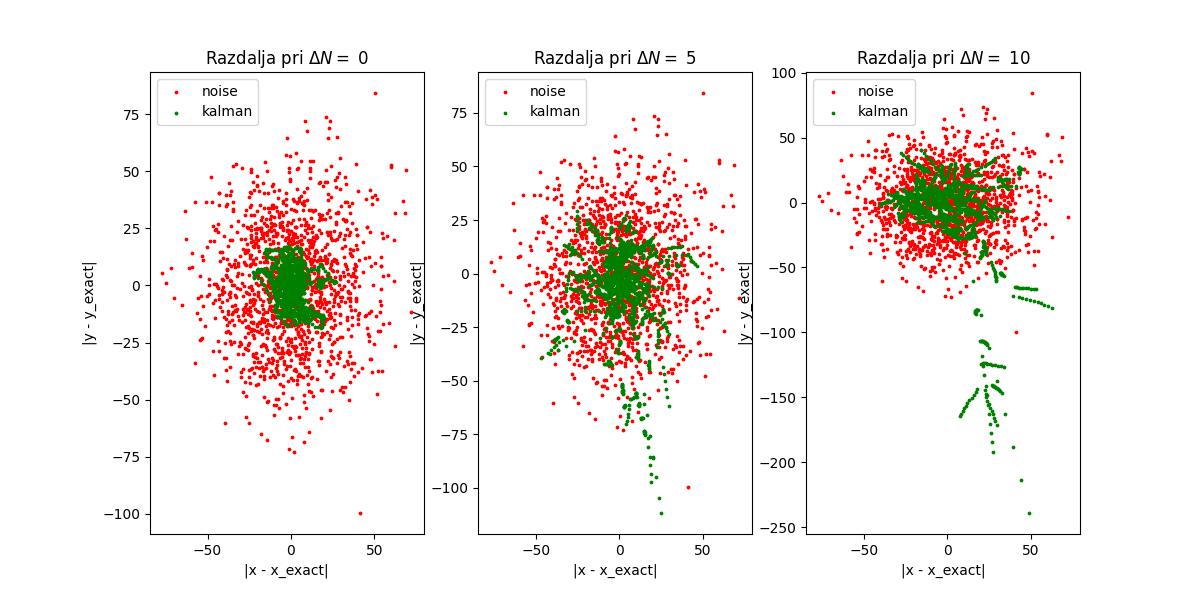 Razdalja pri ΔN = 0
noise
kalman
75
50
25
0
−25
−50
−75
−100
|y - y_exact|
−50
0
50
|x - x_exact|
Razdalja pri ΔN = 5
noise
kalman
75
50
25
0
−25
−50
−75
−100
|y - y_exact|
−50
0
50
|x - x_exact|
Razdalja pri ΔN = 10
noise
kalman
100
50
0
−50
−100
−150
−200
−250
|y - y_exact|
−50
0
50
|x - x_exact|